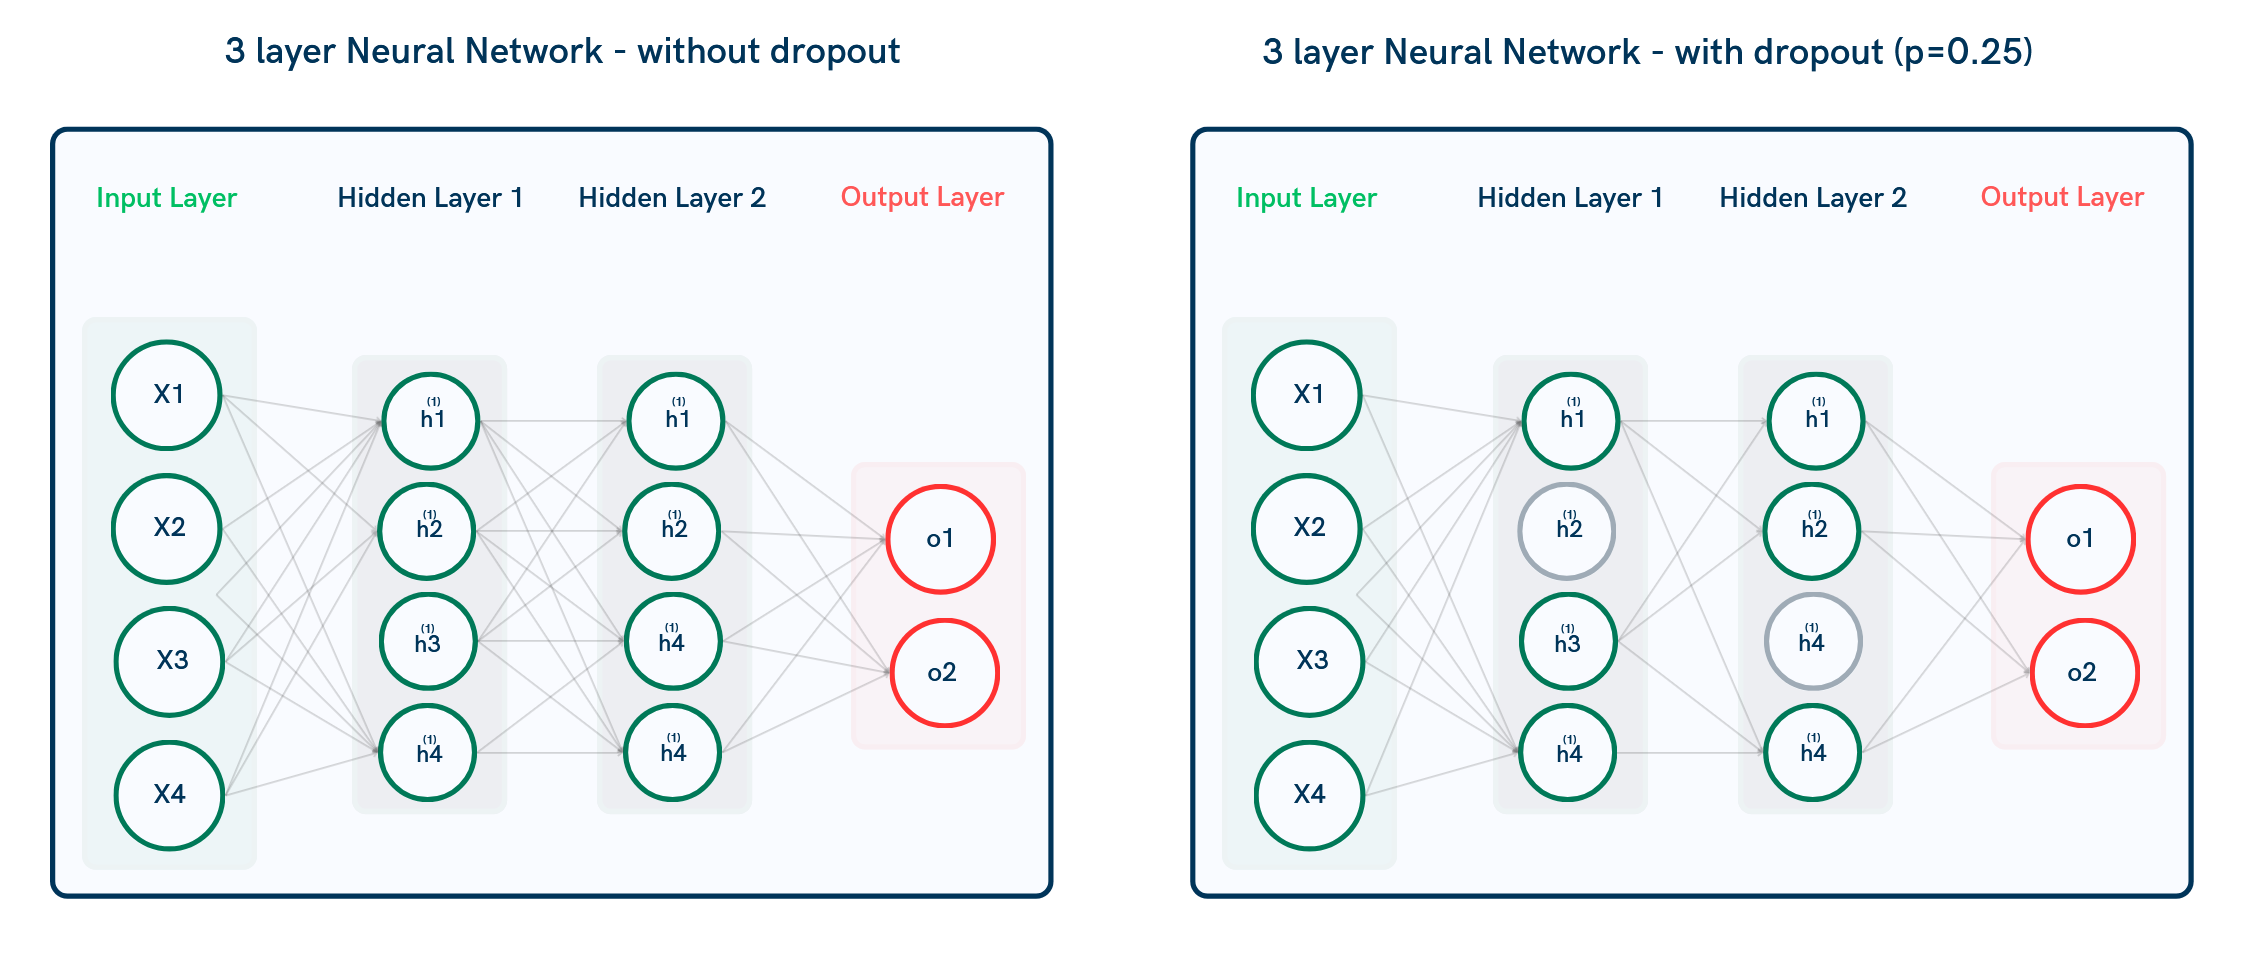 3 layer Neural Network - without dropout
Input Layer
Hidden Layer 1
Hidden Layer 2
Output Layer
X1
X2
X3
X4
(1)
h1
(1)
h2
(1)
h3
(1)
h4
(1)
h1
(1)
h2
(1)
h4
(1)
h4
o1
o2
3 layer Neural Network - with dropout (p=0.25)
Input Layer
Hidden Layer 1
Hidden Layer 2
Output Layer
X1
X2
X3
X4
(1)
h1
(1)
h2
(1)
h3
(1)
h4
(1)
h1
(1)
h2
(1)
h4
(1)
h4
o1
o2